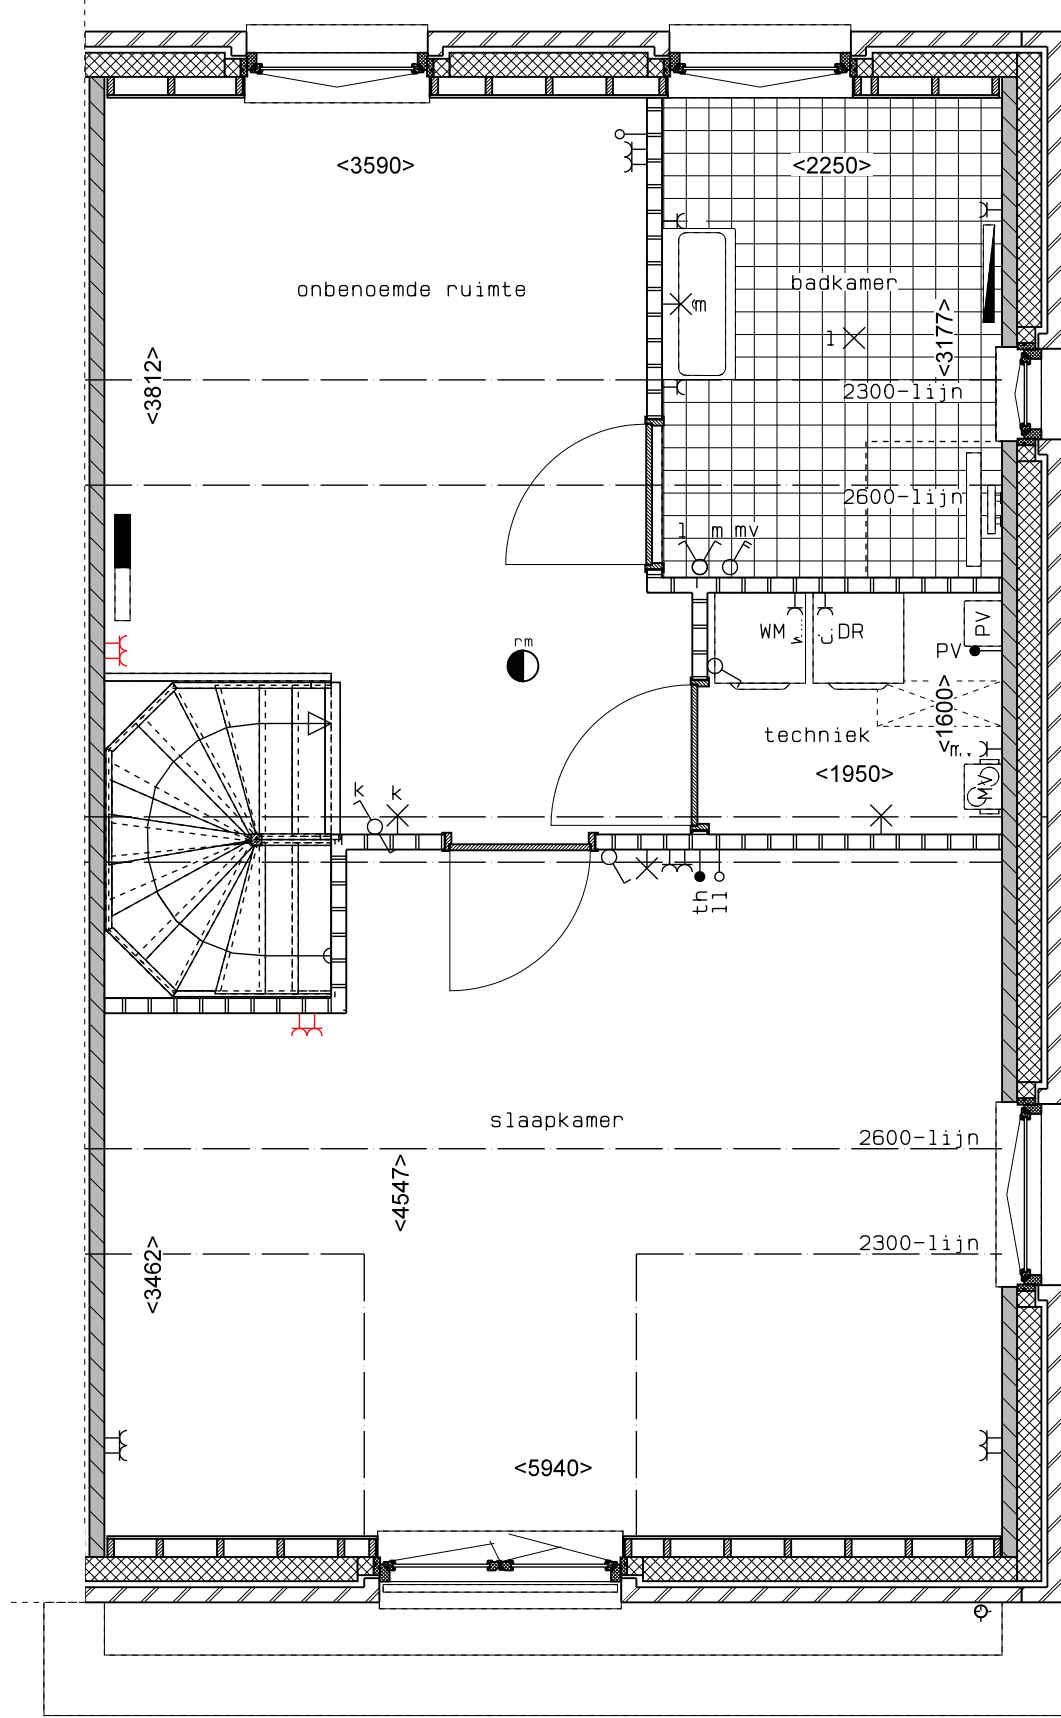 <3590>
<2250>
onbenoemde ruimte
badkamer
m
l
<3177>
<3812>
2300-lijn
2600-lijn
l m mv
rm
WM
DR
PV
PV
<1600>
techniek
<1950>
MV
k
k
th
ll
slaapkamer
2600-lijn
<4547>
2300-lijn
<3462>
<5940>